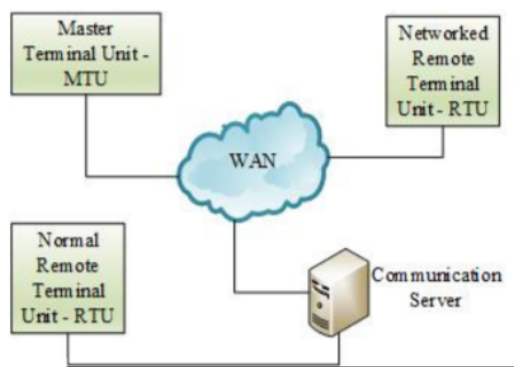 Master
Terminal Unit -
MTU
Networked
Remote
Terminal
Unit - RTU
WAN
Normal
Remote
Terminal
Unit - RTU
Communication
Server